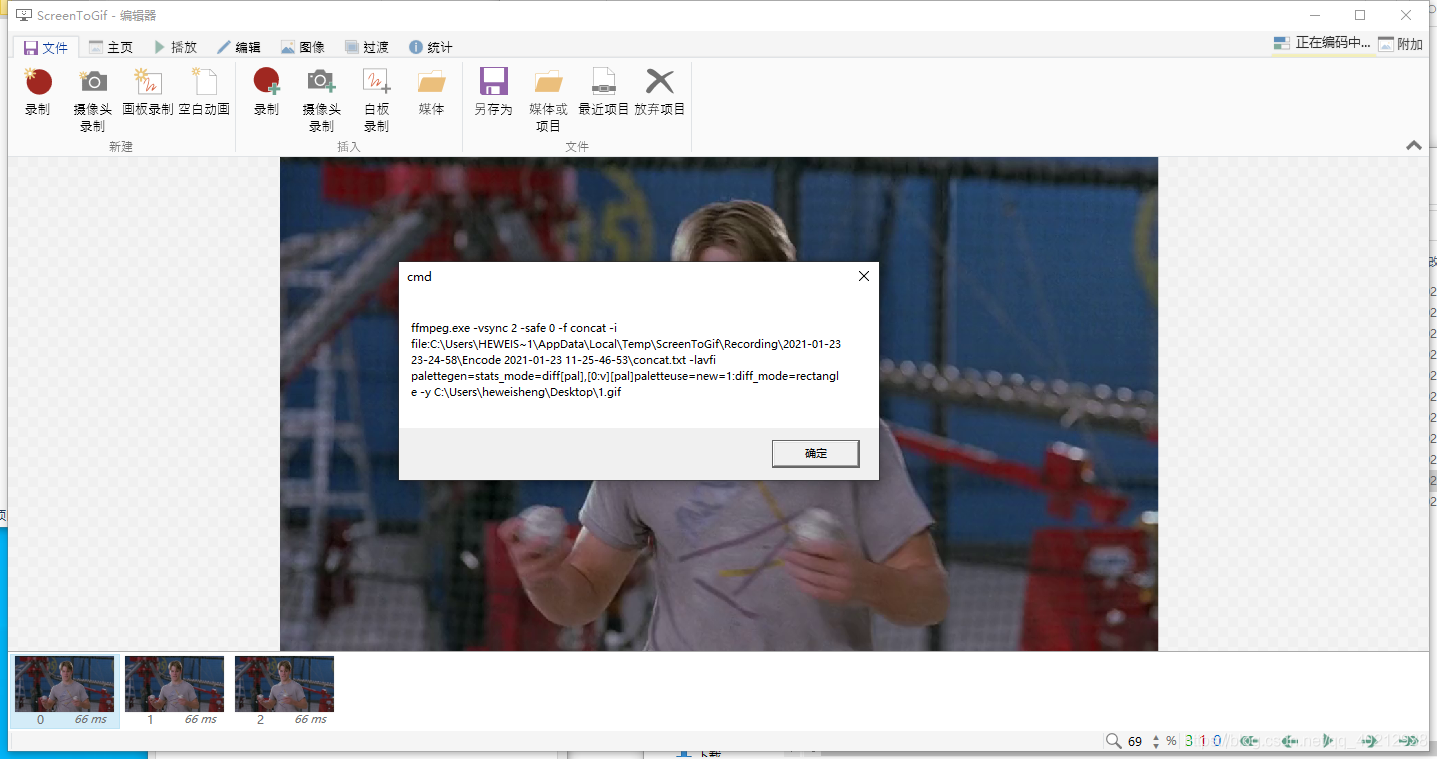 ScreenToGif - 编辑器
文件 主页 播放 编辑 图像 过渡 统计 正在编码中... 附加
录制 摄像头录制 画板录制 空白动画 录制 摄像头录制 白板录制 媒体 另存为 媒体或项目 最近项目 放弃项目
新建 插入 文件
cmd
ffmpeg.exe -vsync 2 -safe 0 -f concat -i
file:C:\Users\HEWEIS~1\AppData\Local\Temp\ScreenToGif\Recording\2021-01-23
23-24-58\Encode 2021-01-23 11-25-46-53\concat.txt -lavfi
palettegen=stats_mode=diff[pal],[0:v][pal]paletteuse=new=1:diff_mode=rectangl
e -y C:\Users\heweisheng\Desktop\1.gif
确定
0 66 ms 1 66 ms 2 66 ms
69 % 3 1 0
下载